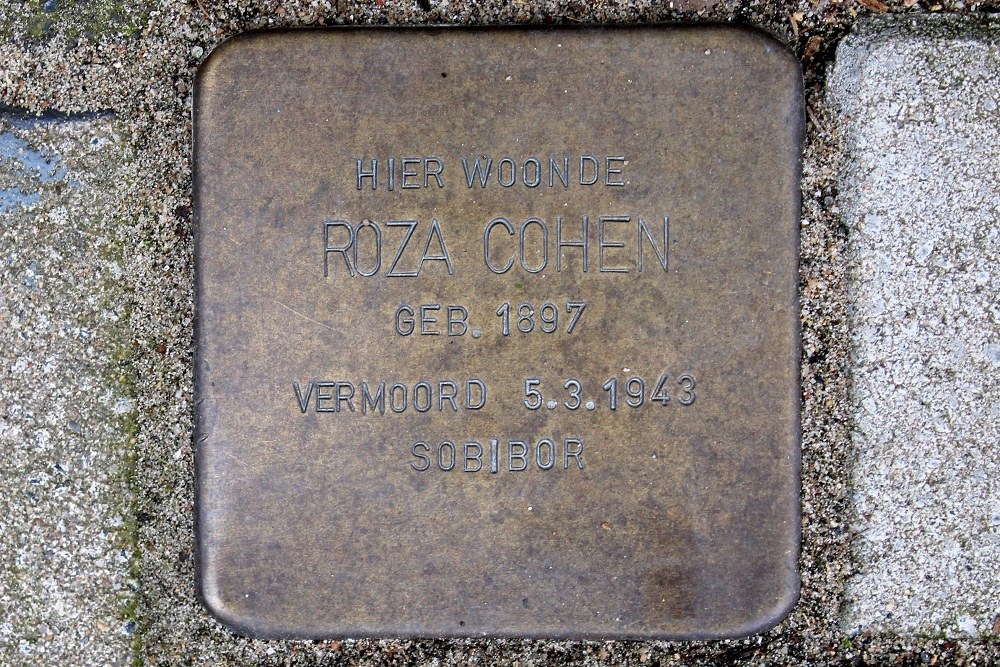 HIER WOONDE
ROZA COHEN
GEB. 1897
VERMOORD 5.3.1943
SOBIBOR